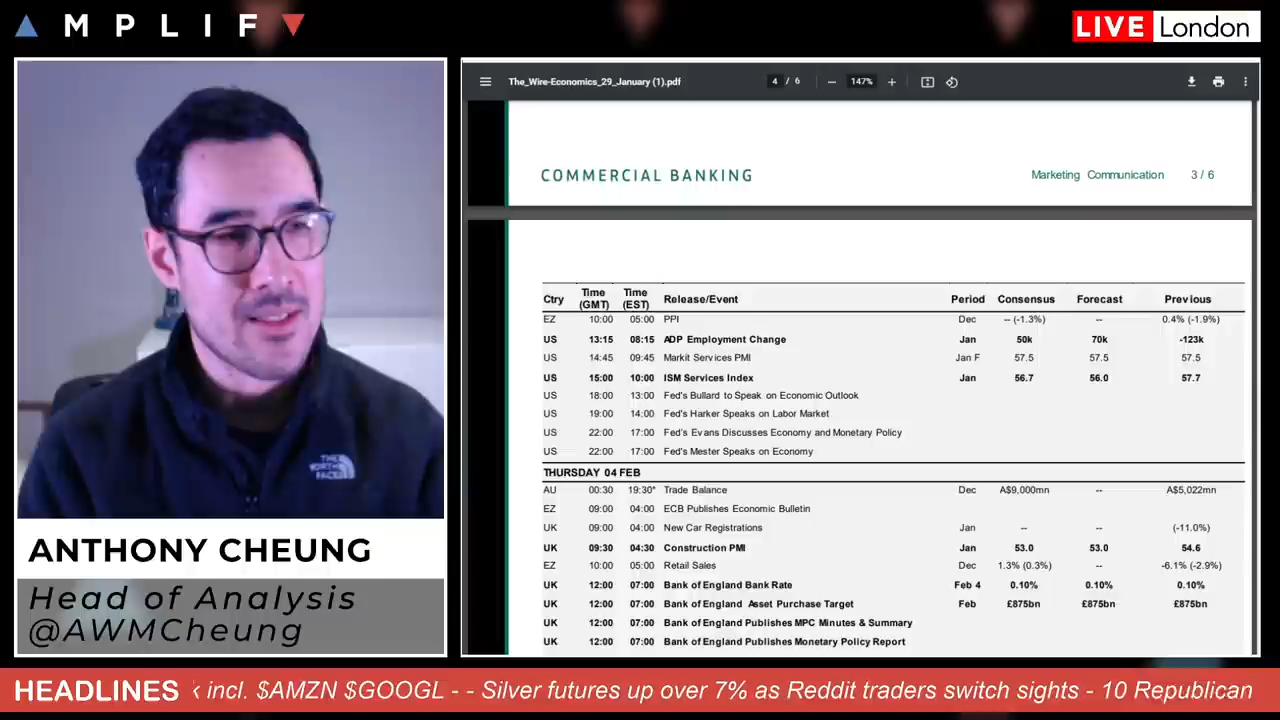 AMPLIFY
LIVE London
The_Wire-Economics_29_January (1).pdf 4 / 6 147%
COMMERCIAL BANKING Marketing Communication 3 / 6
Ctry Time (GMT) Time (EST) Release/Event Period Consensus Forecast Previous
EZ 10:00 05:00 PPI Dec -- (-1.3%) -- 0.4% (-1.9%)
US 13:15 08:15 ADP Employment Change Jan 50k 70k -123k
US 14:45 09:45 Markit Services PMI Jan F 57.5 57.5 57.5
US 15:00 10:00 ISM Services Index Jan 56.7 56.0 57.7
US 18:00 13:00 Fed's Bullard to Speak on Economic Outlook
US 19:00 14:00 Fed's Harker Speaks on Labor Market
US 22:00 17:00 Fed's Evans Discusses Economy and Monetary Policy
US 22:00 17:00 Fed's Mester Speaks on Economy
THURSDAY 04 FEB
AU 00:30 19:30* Trade Balance Dec A$9,000mn -- A$5,022mn
EZ 09:00 04:00 ECB Publishes Economic Bulletin
UK 09:00 04:00 New Car Registrations Jan -- -- (-11.0%)
UK 09:30 04:30 Construction PMI Jan 53.0 53.0 54.6
EZ 10:00 05:00 Retail Sales Dec 1.3% (0.3%) -- -6.1% (-2.9%)
UK 12:00 07:00 Bank of England Bank Rate Feb 4 0.10% 0.10% 0.10%
UK 12:00 07:00 Bank of England Asset Purchase Target Feb £875bn £875bn £875bn
UK 12:00 07:00 Bank of England Publishes MPC Minutes & Summary
UK 12:00 07:00 Bank of England Publishes Monetary Policy Report
THE NORTH FACE
ANTHONY CHEUNG
Head of Analysis
@AWMCheung
HEADLINES k incl. $AMZN $GOOGL - - Silver futures up over 7% as Reddit traders switch sights - 10 Republican